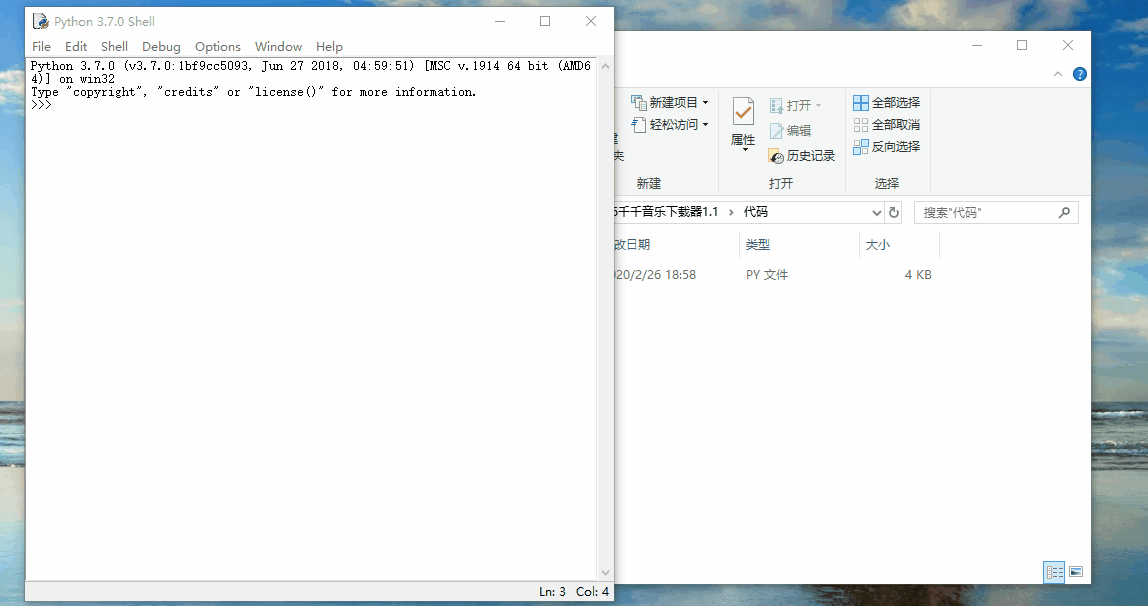 Python 3.7.0 Shell
File Edit Shell Debug Options Window Help
Python 3.7.0 (v3.7.0:1bf9cc5093, Jun 27 2018, 04:59:51) [MSC v.1914 64 bit (AMD6
4)] on win32
Type "copyright", "credits" or "license()" for more information.
>>>
Ln: 3 Col: 4
新建项目
轻松访问
新建
属性
打开
编辑
历史记录
打开
全部选择
全部取消
反向选择
选择
千千音乐下载器1.1 › 代码
搜索"代码"
改日期 类型 大小
20/2/26 18:58 PY 文件 4 KB